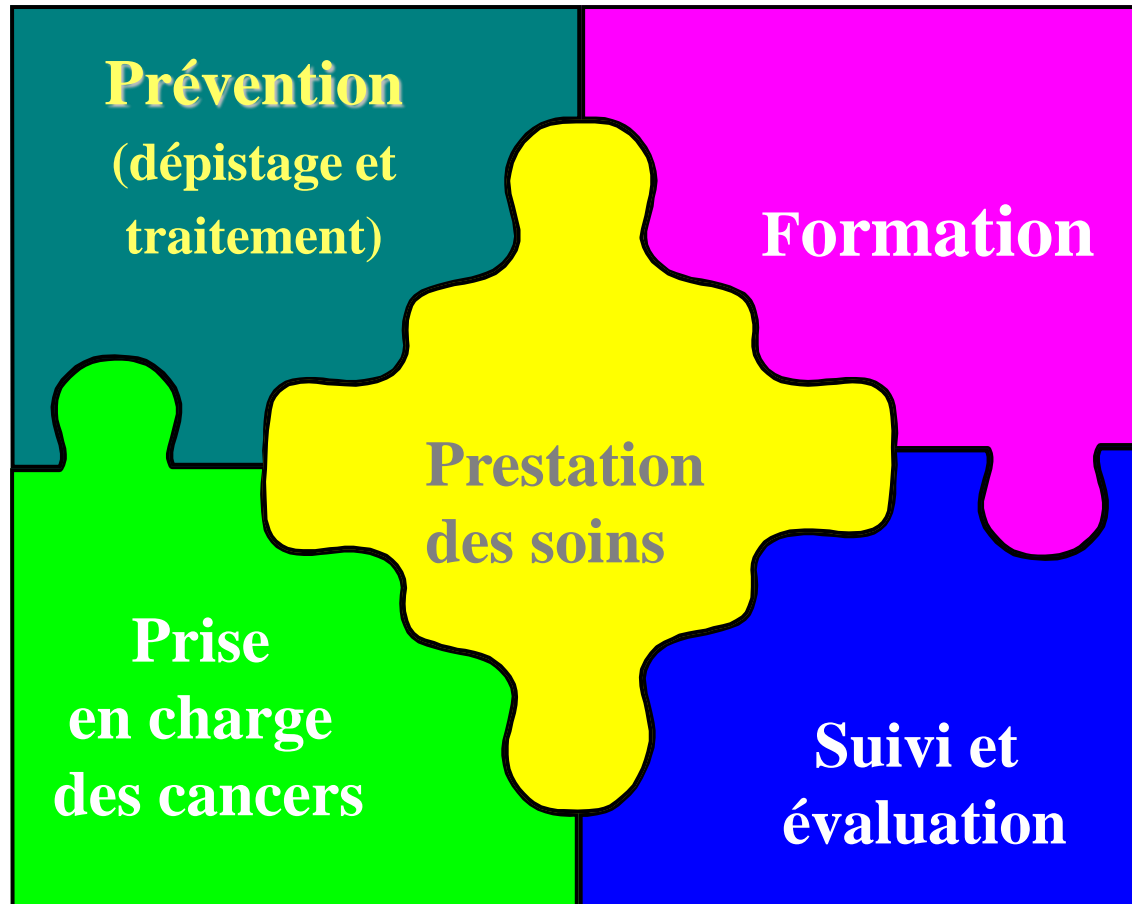 Prévention
(dépistage et
traitement)
Formation
Prestation
des soins
Prise
en charge
des cancers
Suivi et
évaluation